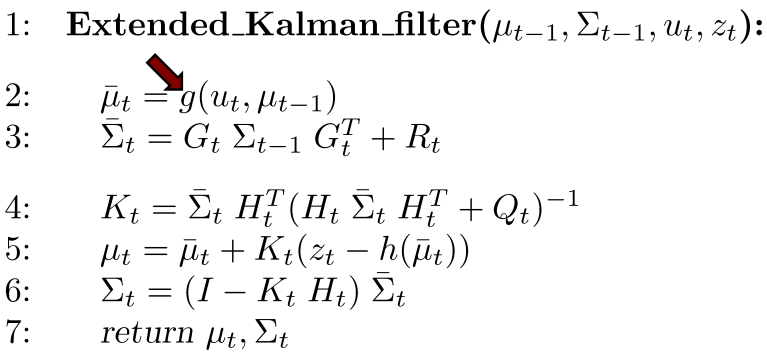 1: Extended_Kalman_filter(μ_{t−1}, Σ_{t−1}, u_t, z_t):
2: μ̄_t = g(u_t, μ_{t−1})
3: Σ̄_t = G_t Σ_{t−1} G_t^T + R_t
4: K_t = Σ̄_t H_t^T (H_t Σ̄_t H_t^T + Q_t)^{−1}
5: μ_t = μ̄_t + K_t(z_t − h(μ̄_t))
6: Σ_t = (I − K_t H_t) Σ̄_t
7: return μ_t, Σ_t